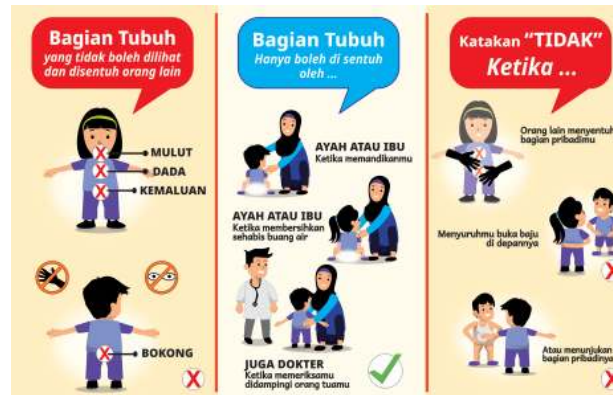 Bagian Tubuh
yang tidak boleh dilihat
dan disentuh orang lain
MULUT
DADA
KEMALUAN
BOKONG
Bagian Tubuh
Hanya boleh di sentuh
oleh ...
AYAH ATAU IBU
Ketika memandikanmu
AYAH ATAU IBU
Ketika membersihkan
sehabis buang air
JUGA DOKTER
Ketika memeriksamu
didampingi orang tuamu
Katakan "TIDAK"
Ketika ...
Orang lain menyentuh
bagian pribadimu
Menyuruhmu buka baju
di depannya
Atau menunjukan
bagian pribadinya